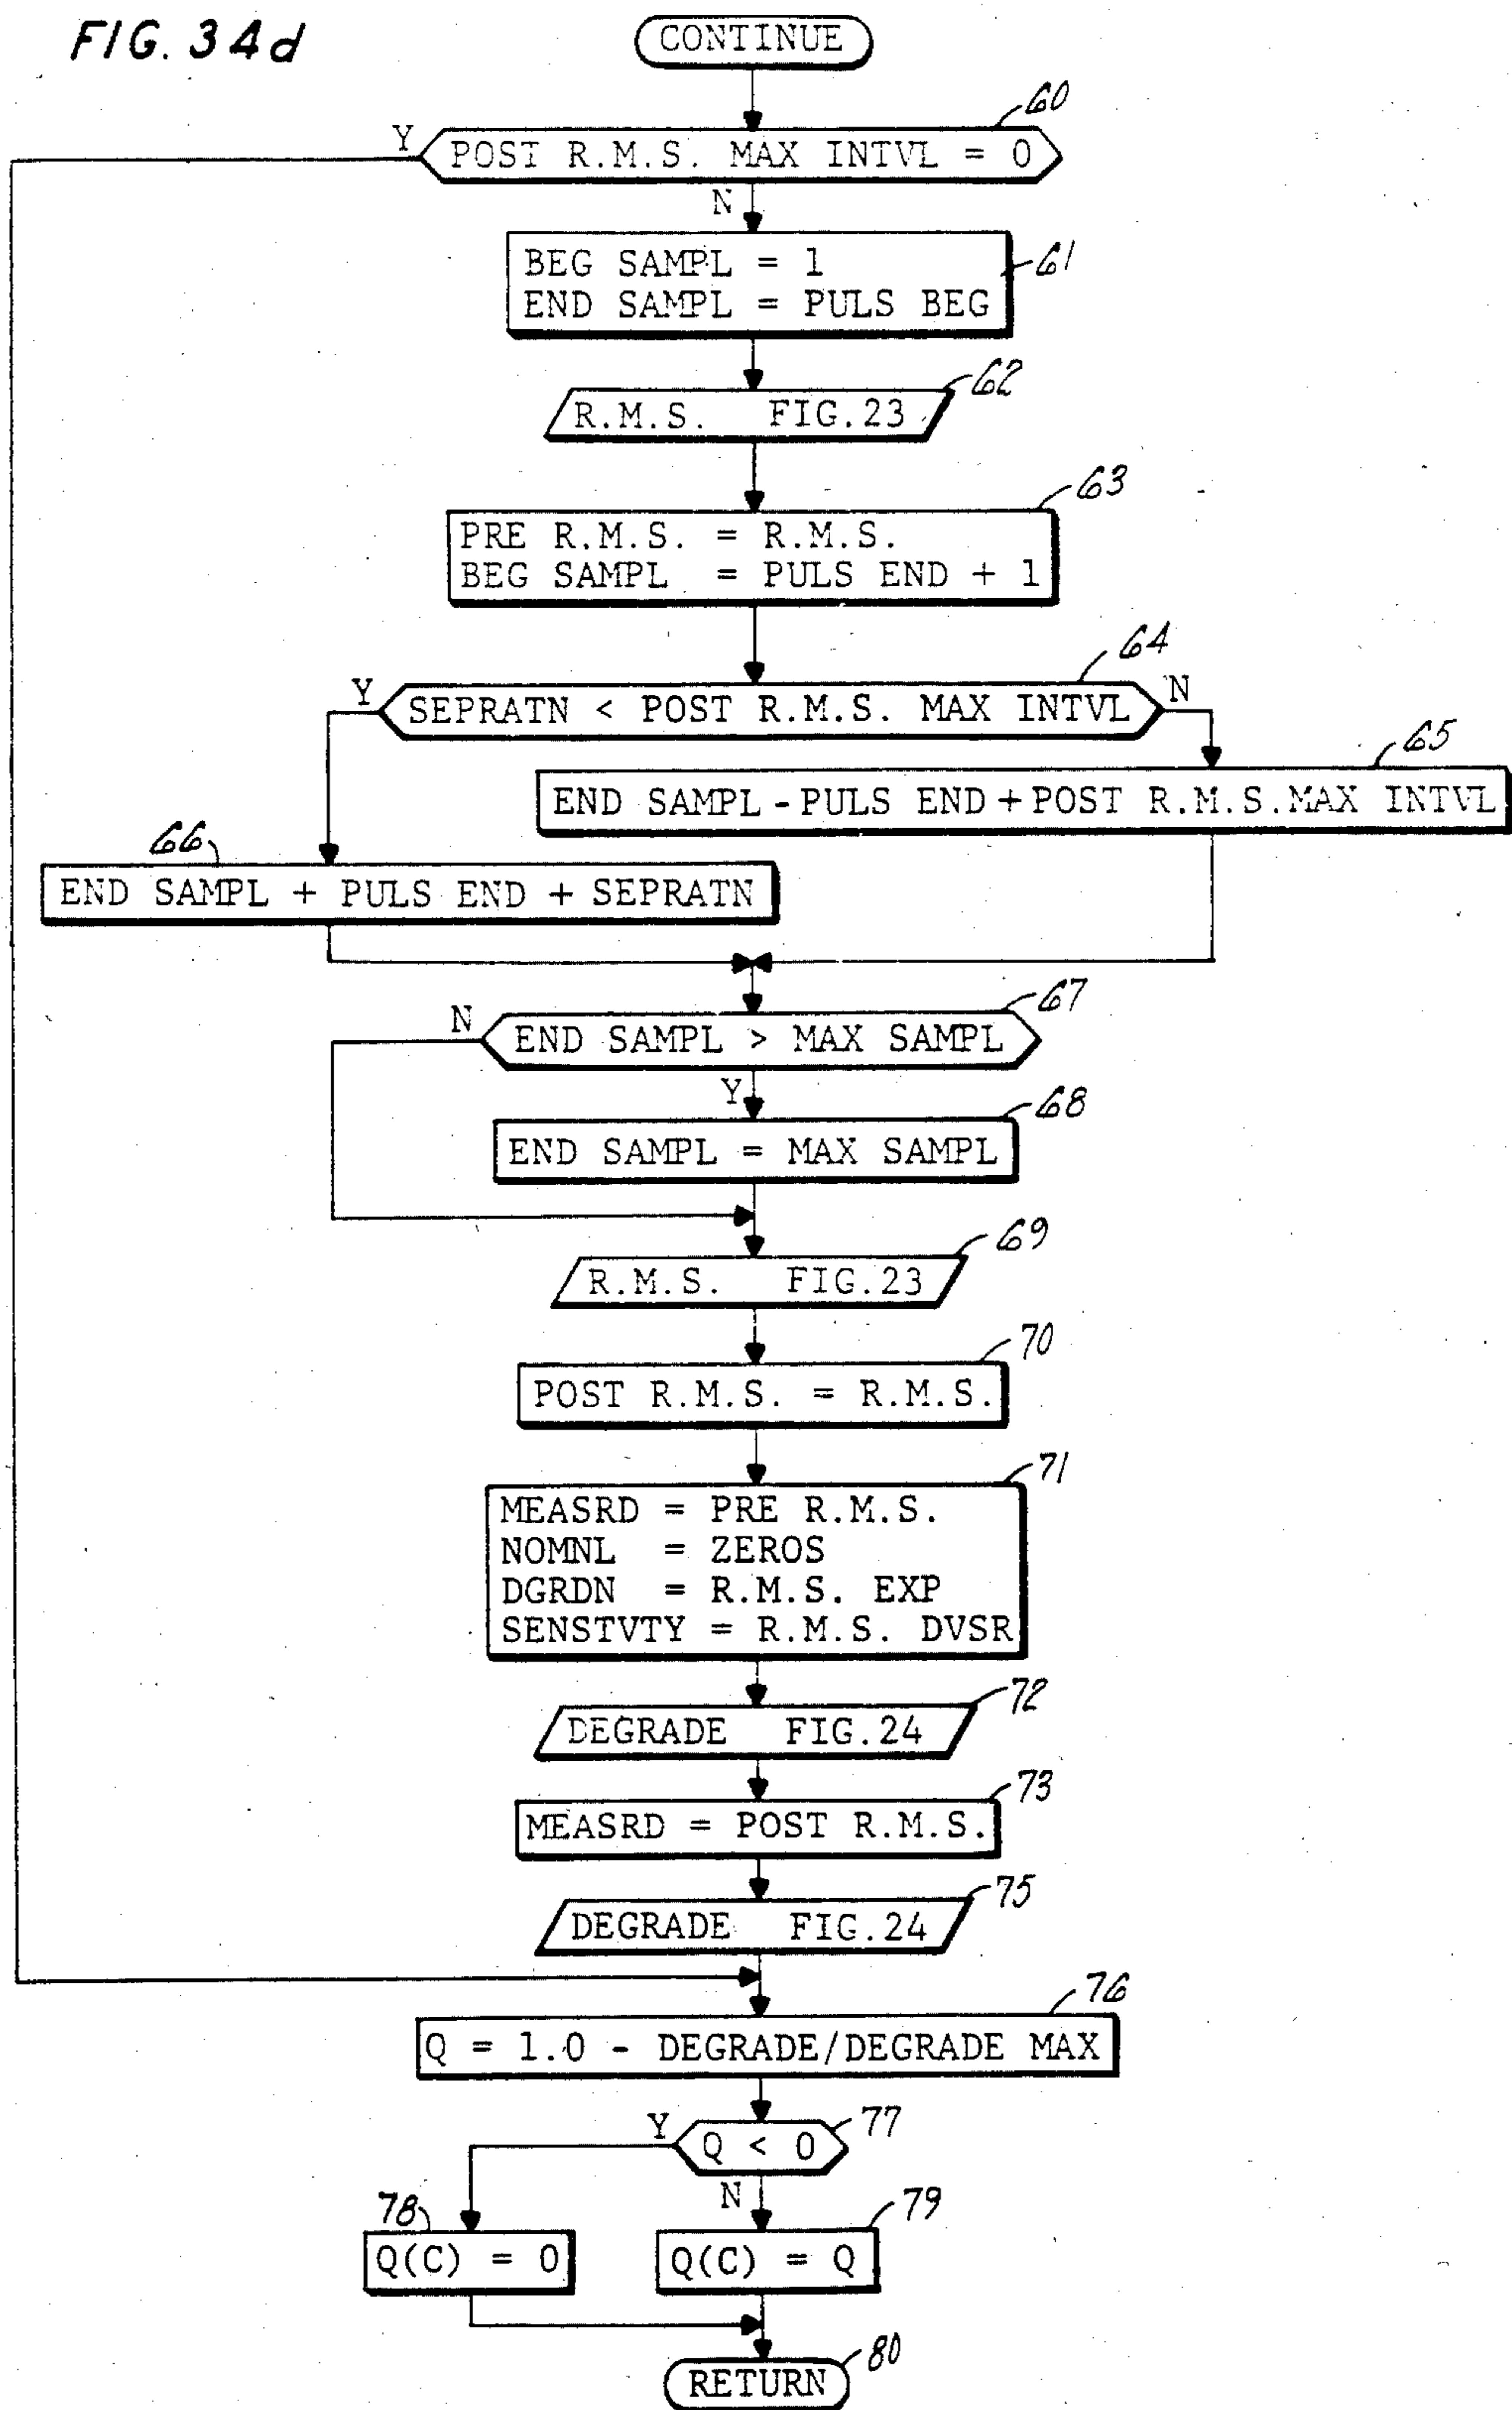 FIG. 34d
CONTINUE
60
Y
POST R.M.S. MAX INTVL = 0
N
BEG SAMPL = 1
END SAMPL = PULS BEG
61
62
R.M.S. FIG.23
63
PRE R.M.S. = R.M.S.
BEG SAMPL = PULS END + 1
64
Y
SEPRATN < POST R.M.S. MAX INTVL
N
65
END SAMPL - PULS END + POST R.M.S. MAX INTVL
66
END SAMPL + PULS END + SEPRATN
67
N
END SAMPL > MAX SAMPL
Y
68
END SAMPL = MAX SAMPL
69
R.M.S. FIG.23
70
POST R.M.S. = R.M.S.
71
MEASRD = PRE R.M.S.
NOMNL = ZEROS
DGRDN = R.M.S. EXP
SENSTVTY = R.M.S. DVSR
72
DEGRADE FIG.24
73
MEASRD = POST R.M.S.
75
DEGRADE FIG.24
76
Q = 1.0 - DEGRADE/DEGRADE MAX
77
Y
Q < 0
N
78
Q(C) = 0
79
Q(C) = Q
80
RETURN